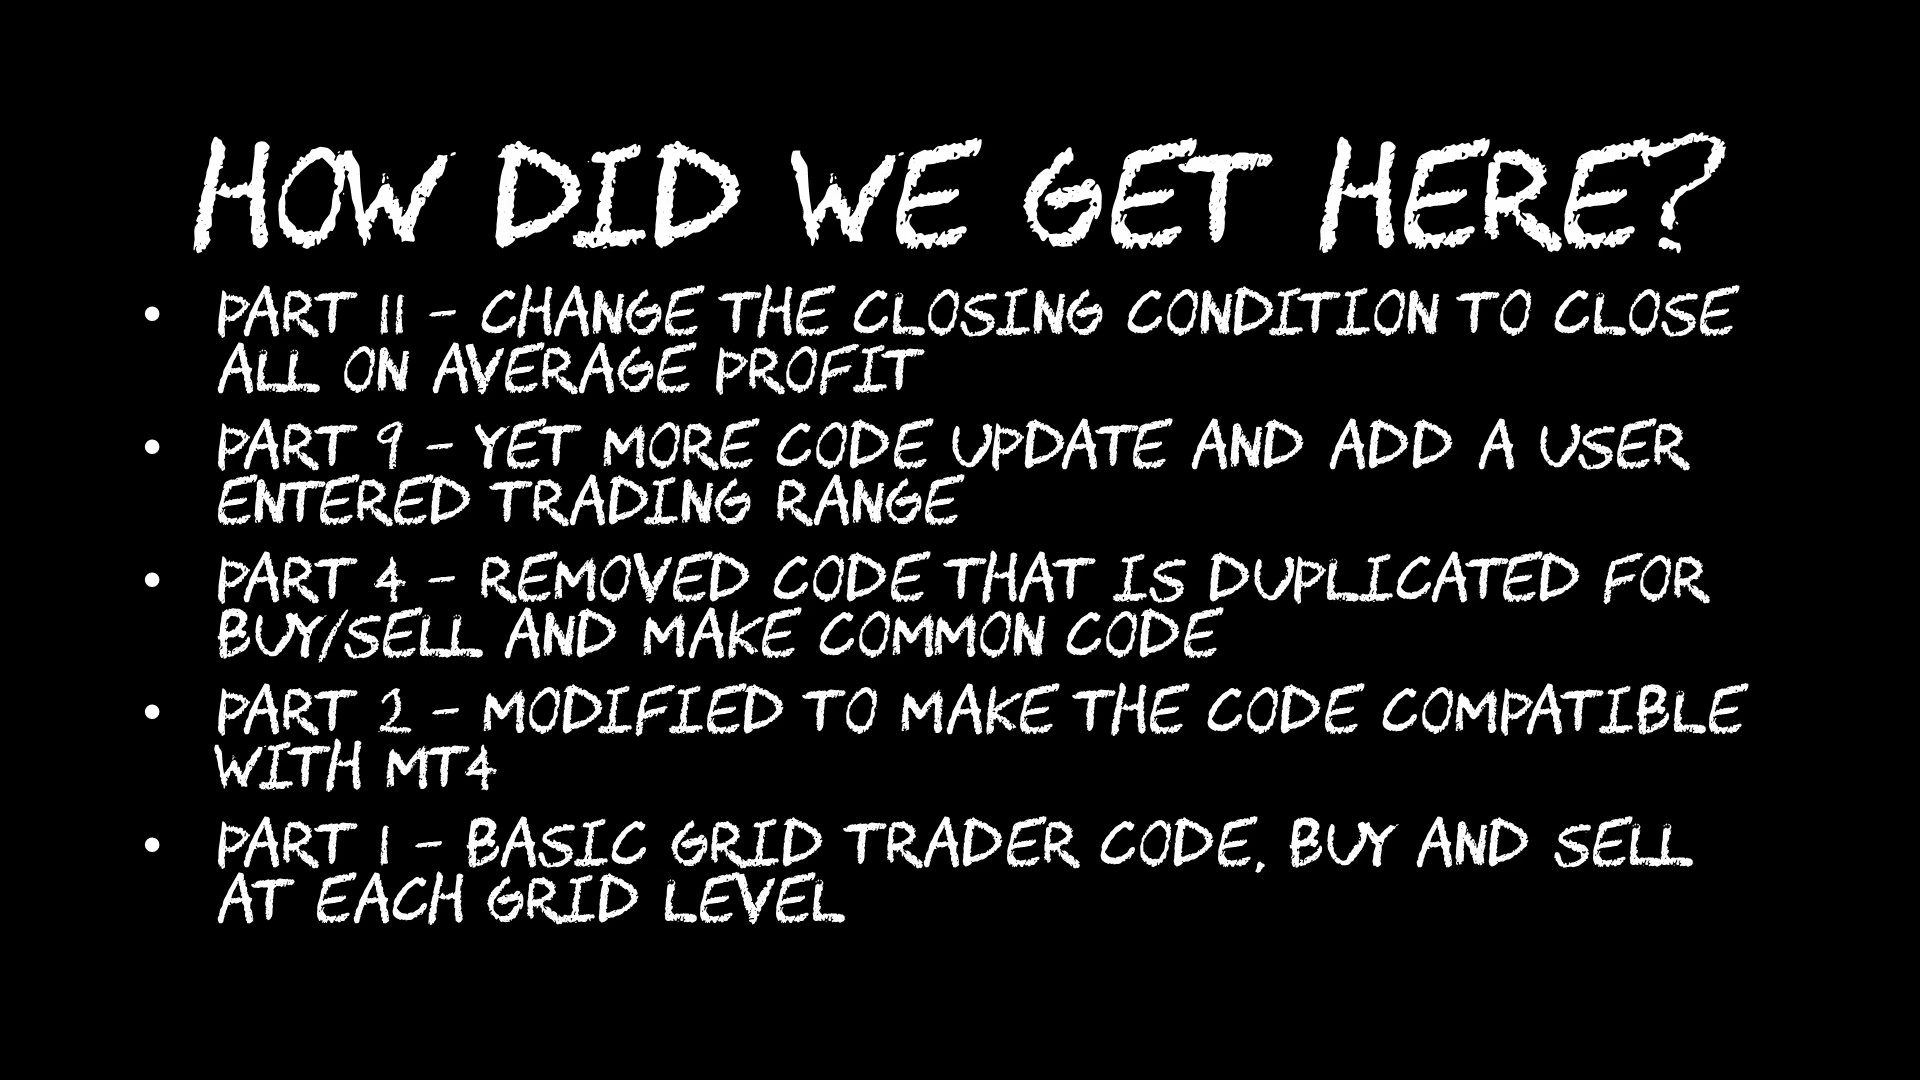 HOW DID WE GET HERE?
• PART 11 - CHANGE THE CLOSING CONDITION TO CLOSE
ALL ON AVERAGE PROFIT
• PART 9 - YET MORE CODE UPDATE AND ADD A USER
ENTERED TRADING RANGE
• PART 4 - REMOVED CODE THAT IS DUPLICATED FOR
BUY/SELL AND MAKE COMMON CODE
• PART 2 - MODIFIED TO MAKE THE CODE COMPATIBLE
WITH MT4
• PART 1 - BASIC GRID TRADER CODE, BUY AND SELL
AT EACH GRID LEVEL